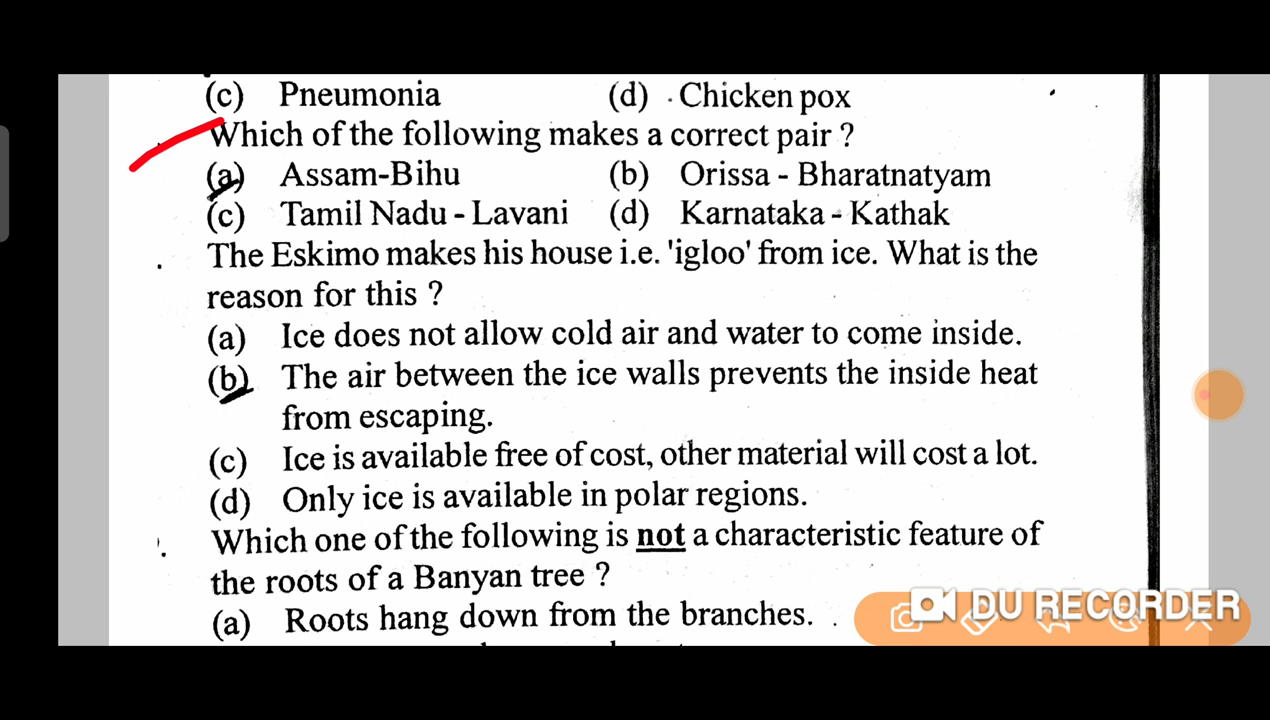 (c) Pneumonia (d) Chicken pox
Which of the following makes a correct pair ?
(a) Assam-Bihu (b) Orissa - Bharatnatyam
(c) Tamil Nadu - Lavani (d) Karnataka - Kathak
The Eskimo makes his house i.e. 'igloo' from ice. What is the
reason for this ?
(a) Ice does not allow cold air and water to come inside.
(b) The air between the ice walls prevents the inside heat
from escaping.
(c) Ice is available free of cost, other material will cost a lot.
(d) Only ice is available in polar regions.
Which one of the following is not a characteristic feature of
the roots of a Banyan tree ?
(a) Roots hang down from the branches.
DU RECORDER